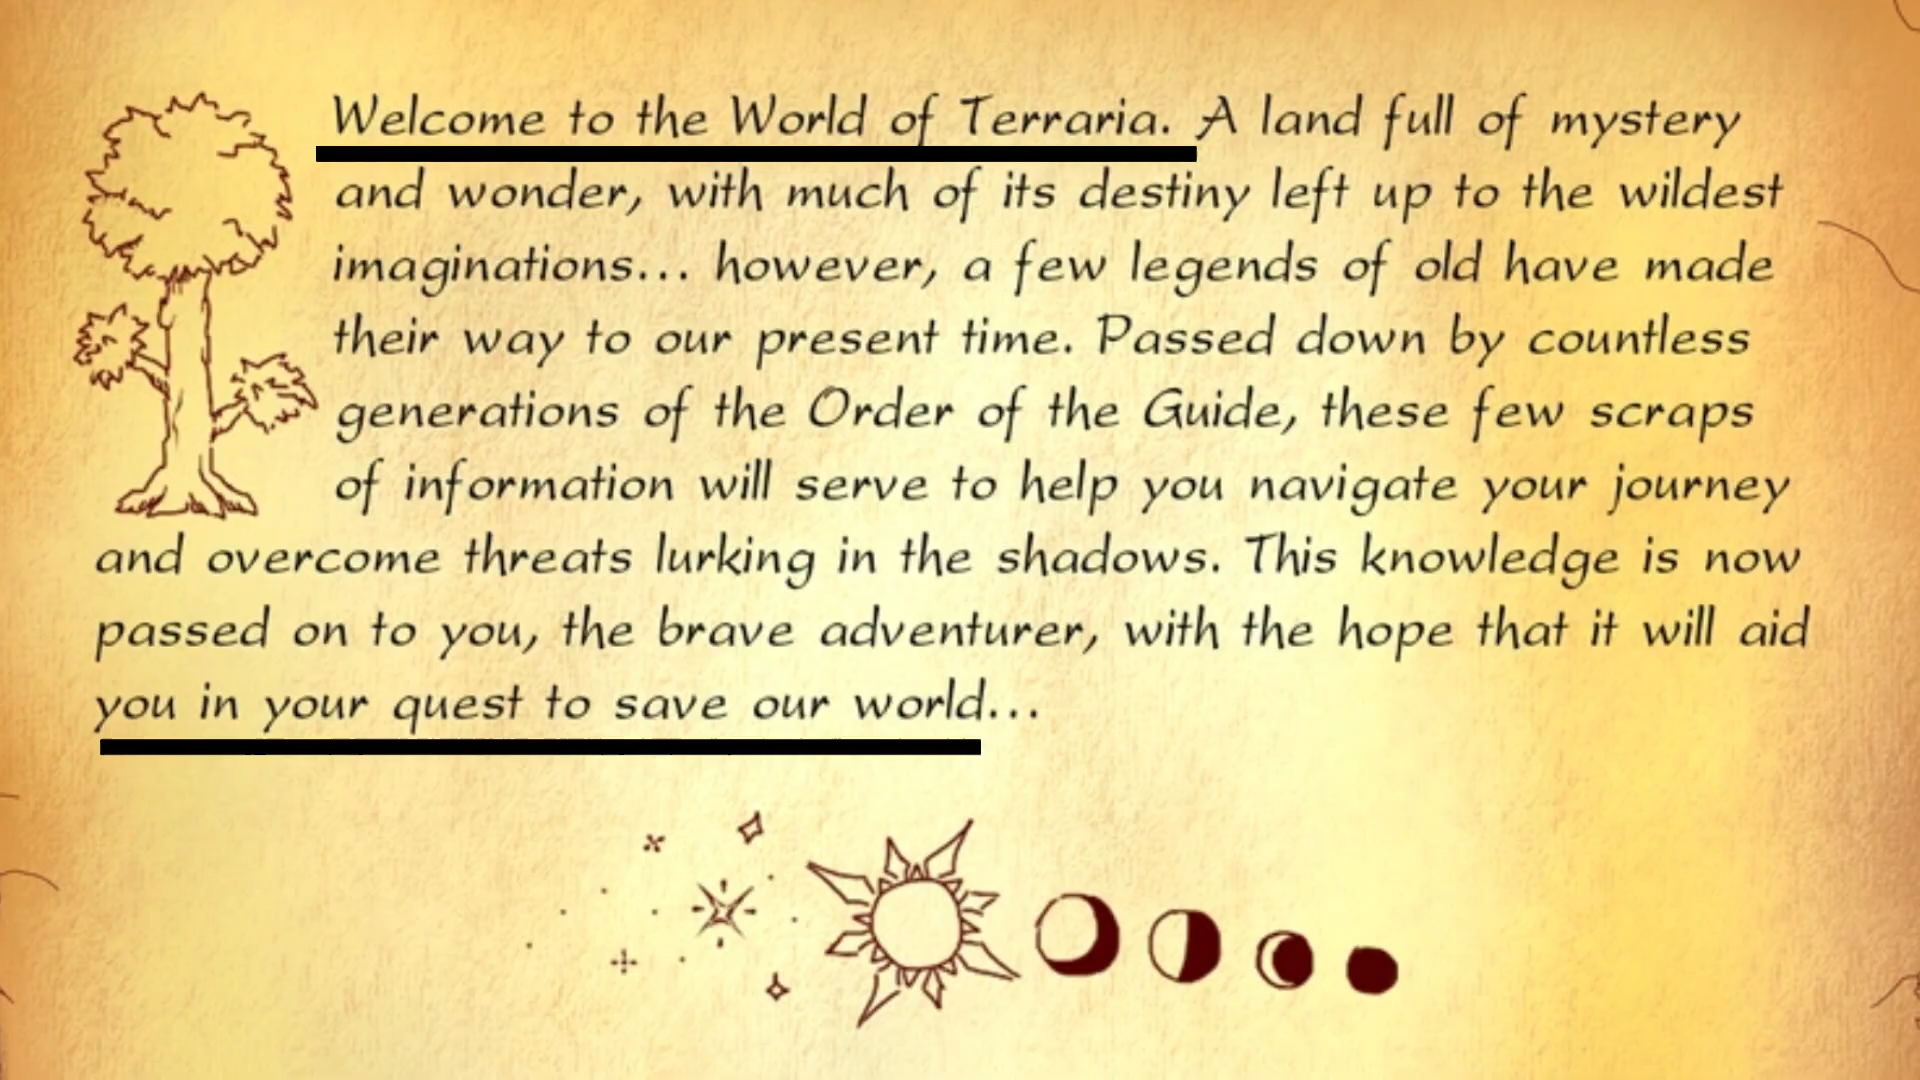 Welcome to the World of Terraria. A land full of mystery
and wonder, with much of its destiny left up to the wildest
imaginations... however, a few legends of old have made
their way to our present time. Passed down by countless
generations of the Order of the Guide, these few scraps
of information will serve to help you navigate your journey
and overcome threats lurking in the shadows. This knowledge is now
passed on to you, the brave adventurer, with the hope that it will aid
you in your quest to save our world...